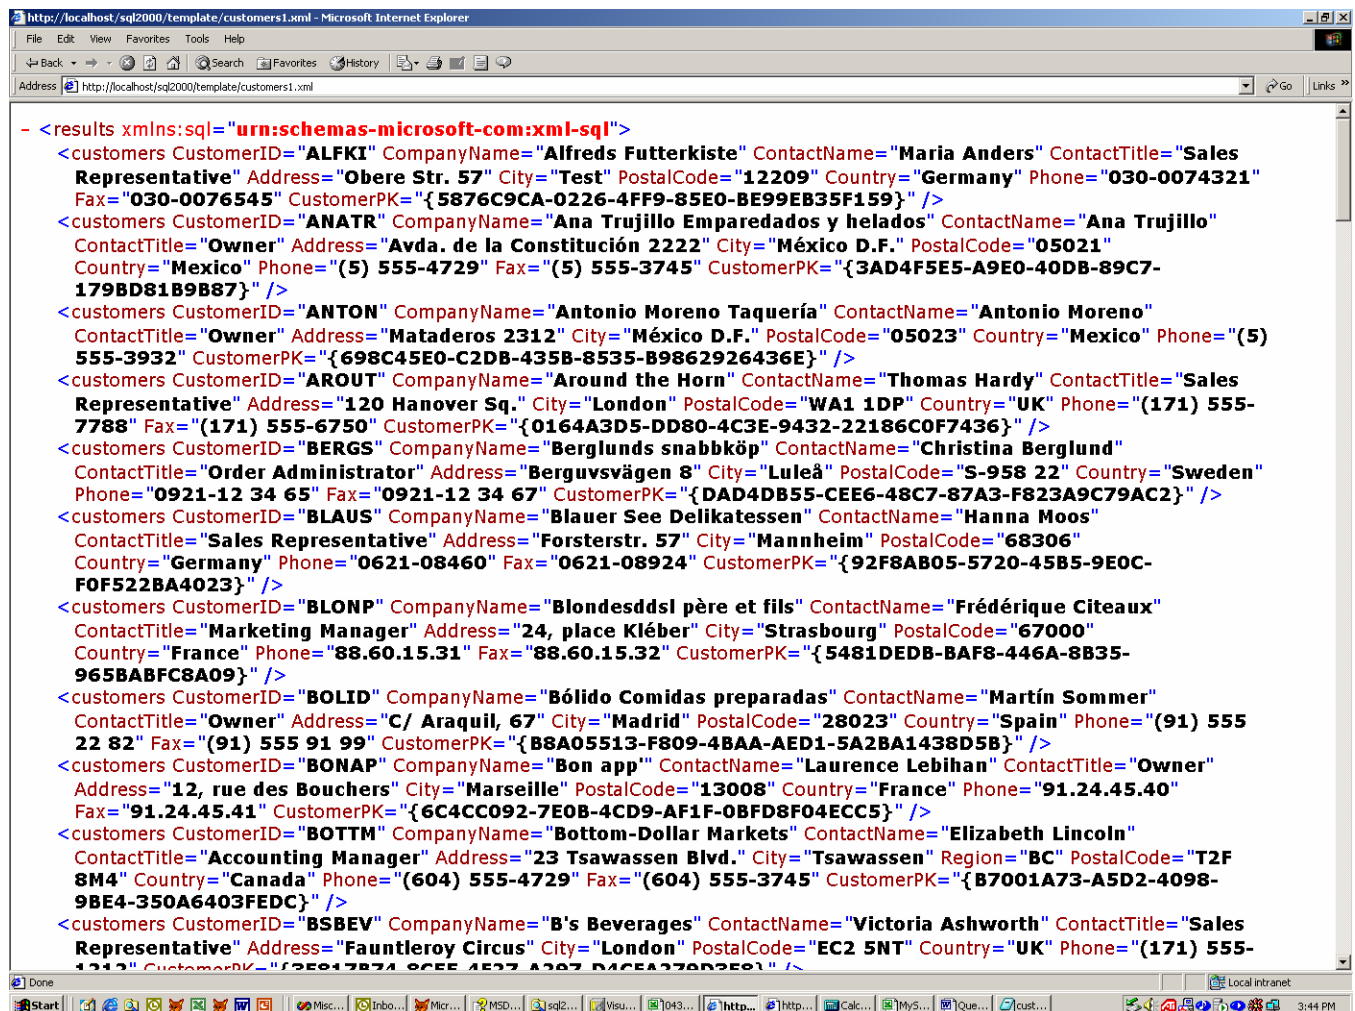 http://localhost/sql2000/template/customers1.xml - Microsoft Internet Explorer
File Edit View Favorites Tools Help
Back Search Favorites History
Address http://localhost/sql2000/template/customers1.xml Go Links »
- <results xmlns:sql="urn:schemas-microsoft-com:xml-sql">
<customers CustomerID="ALFKI" CompanyName="Alfreds Futterkiste" ContactName="Maria Anders" ContactTitle="Sales
Representative" Address="Obere Str. 57" City="Test" PostalCode="12209" Country="Germany" Phone="030-0074321"
Fax="030-0076545" CustomerPK="{5876C9CA-0226-4FF9-85E0-BE99EB35F159}" />
<customers CustomerID="ANATR" CompanyName="Ana Trujillo Emparedados y helados" ContactName="Ana Trujillo"
ContactTitle="Owner" Address="Avda. de la Constitución 2222" City="México D.F." PostalCode="05021"
Country="Mexico" Phone="(5) 555-4729" Fax="(5) 555-3745" CustomerPK="{3AD4F5E5-A9E0-40DB-89C7-
179BD81B9B87}" />
<customers CustomerID="ANTON" CompanyName="Antonio Moreno Taquería" ContactName="Antonio Moreno"
ContactTitle="Owner" Address="Mataderos 2312" City="México D.F." PostalCode="05023" Country="Mexico" Phone="(5)
555-3932" CustomerPK="{698C45E0-C2DB-435B-8535-B9862926436E}" />
<customers CustomerID="AROUT" CompanyName="Around the Horn" ContactName="Thomas Hardy" ContactTitle="Sales
Representative" Address="120 Hanover Sq." City="London" PostalCode="WA1 1DP" Country="UK" Phone="(171) 555-
7788" Fax="(171) 555-6750" CustomerPK="{0164A3D5-DD80-4C3E-9432-22186C0F7436}" />
<customers CustomerID="BERGS" CompanyName="Berglunds snabbköp" ContactName="Christina Berglund"
ContactTitle="Order Administrator" Address="Berguvsvägen 8" City="Luleå" PostalCode="S-958 22" Country="Sweden"
Phone="0921-12 34 65" Fax="0921-12 34 67" CustomerPK="{DAD4DB55-CEE6-48C7-87A3-F823A9C79AC2}" />
<customers CustomerID="BLAUS" CompanyName="Blauer See Delikatessen" ContactName="Hanna Moos"
ContactTitle="Sales Representative" Address="Forsterstr. 57" City="Mannheim" PostalCode="68306"
Country="Germany" Phone="0621-08460" Fax="0621-08924" CustomerPK="{92F8AB05-5720-45B5-9E0C-
F0F522BA4023}" />
<customers CustomerID="BLONP" CompanyName="Blondesddsl père et fils" ContactName="Frédérique Citeaux"
ContactTitle="Marketing Manager" Address="24, place Kléber" City="Strasbourg" PostalCode="67000"
Country="France" Phone="88.60.15.31" Fax="88.60.15.32" CustomerPK="{5481DEDB-BAF8-446A-8B35-
965BABFC8A09}" />
<customers CustomerID="BOLID" CompanyName="Bólido Comidas preparadas" ContactName="Martín Sommer"
ContactTitle="Owner" Address="C/ Araquil, 67" City="Madrid" PostalCode="28023" Country="Spain" Phone="(91) 555
22 82" Fax="(91) 555 91 99" CustomerPK="{B8A05513-F809-4BAA-AED1-5A2BA1438D5B}" />
<customers CustomerID="BONAP" CompanyName="Bon app'" ContactName="Laurence Lebihan" ContactTitle="Owner"
Address="12, rue des Bouchers" City="Marseille" PostalCode="13008" Country="France" Phone="91.24.45.40"
Fax="91.24.45.41" CustomerPK="{6C4CC092-7E0B-4CD9-AF1F-0BFD8F04ECC5}" />
<customers CustomerID="BOTTM" CompanyName="Bottom-Dollar Markets" ContactName="Elizabeth Lincoln"
ContactTitle="Accounting Manager" Address="23 Tsawassen Blvd." City="Tsawassen" Region="BC" PostalCode="T2F
8M4" Country="Canada" Phone="(604) 555-4729" Fax="(604) 555-3745" CustomerPK="{B7001A73-A5D2-4098-
9BE4-350A6403FEDC}" />
<customers CustomerID="BSBEV" CompanyName="B's Beverages" ContactName="Victoria Ashworth" ContactTitle="Sales
Representative" Address="Fauntleroy Circus" City="London" PostalCode="EC2 5NT" Country="UK" Phone="(171) 555-
1212" CustomerPK=
Done Local intranet
Start Misc... Inbo... Micr... MSD... sql2... Visu... 043... http... http... Calc... MyS... Que... cust... 3:44 PM